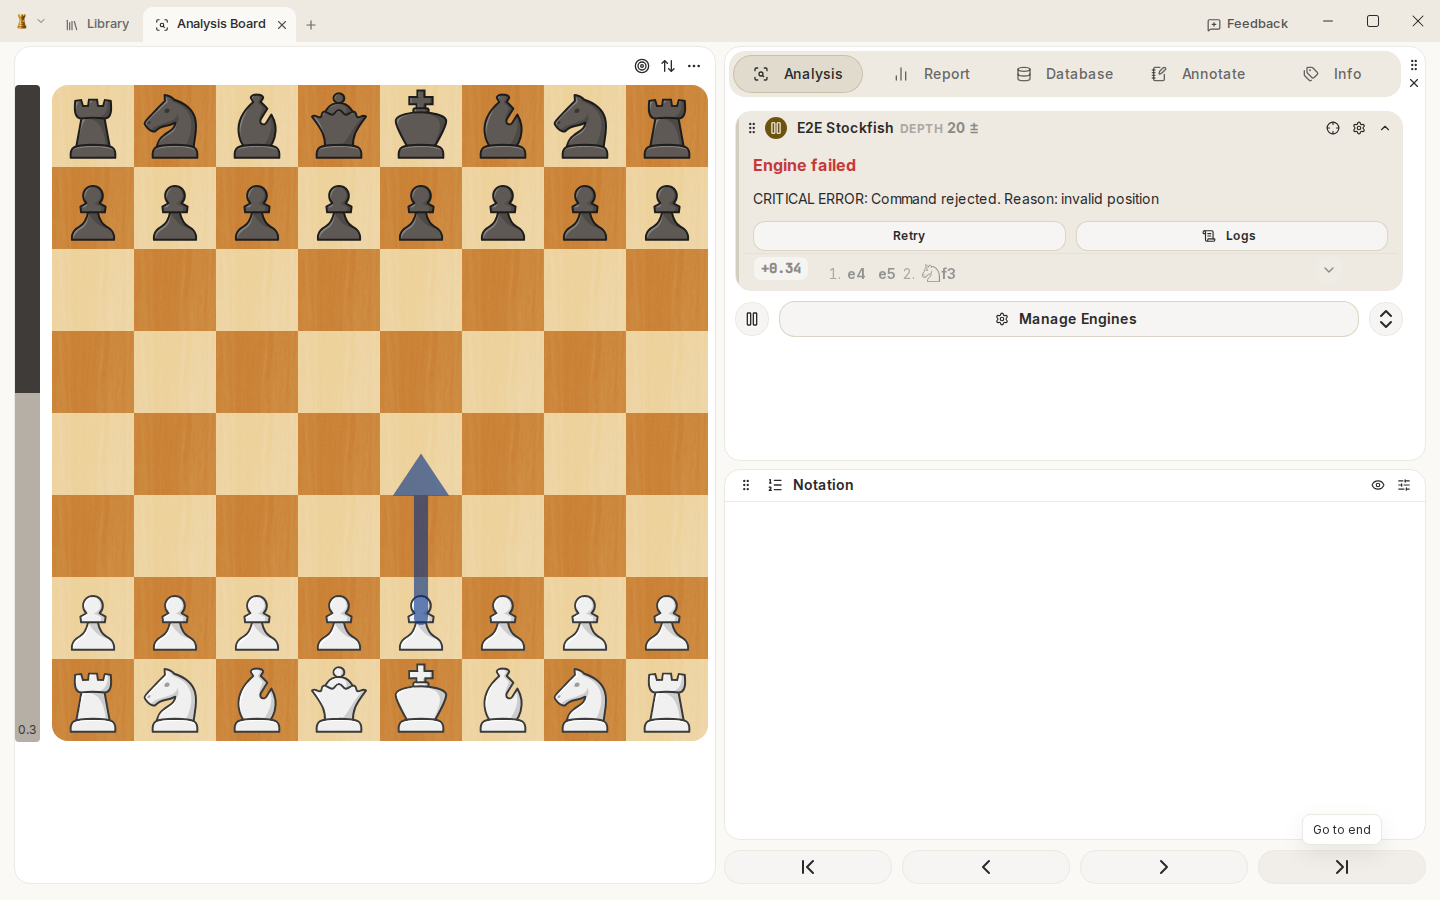 Library
Analysis Board
Feedback
Analysis
Report
Database
Annotate
Info
E2E Stockfish DEPTH 20 ±
Engine failed
CRITICAL ERROR: Command rejected. Reason: invalid position
Retry
Logs
+0.34 1. e4 e5 2. f3
Manage Engines
Notation
0.3
Go to end